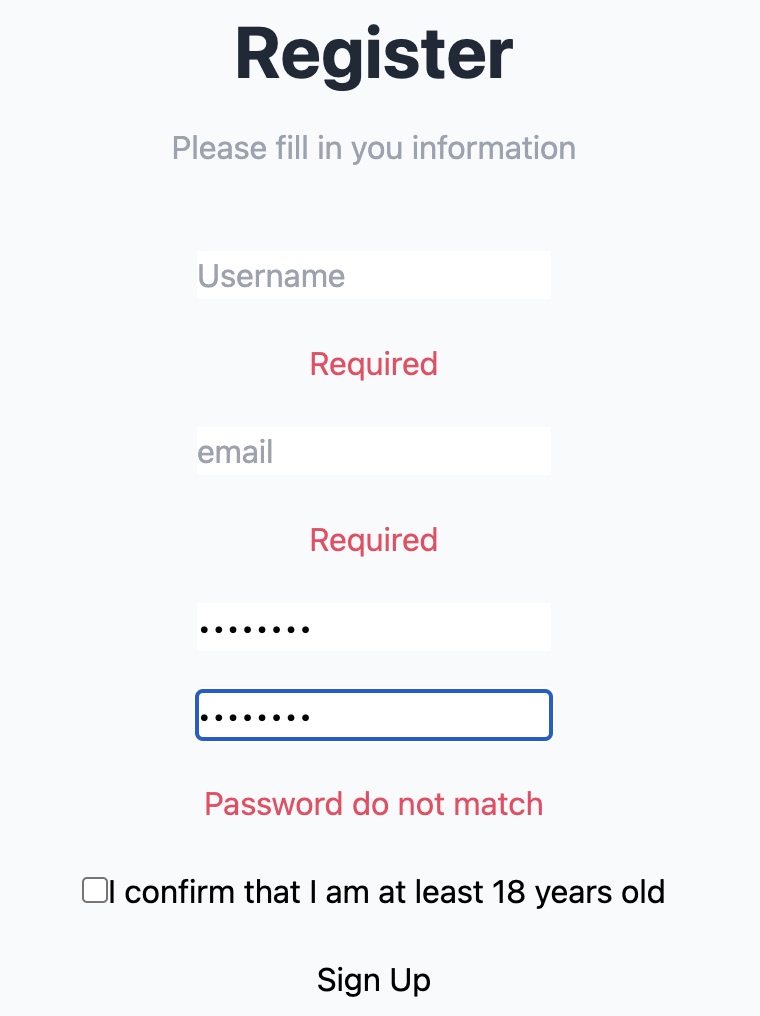 Register
Please fill in you information
Username
Required
email
Required
••••••••
••••••••
Password do not match
I confirm that I am at least 18 years old
Sign Up